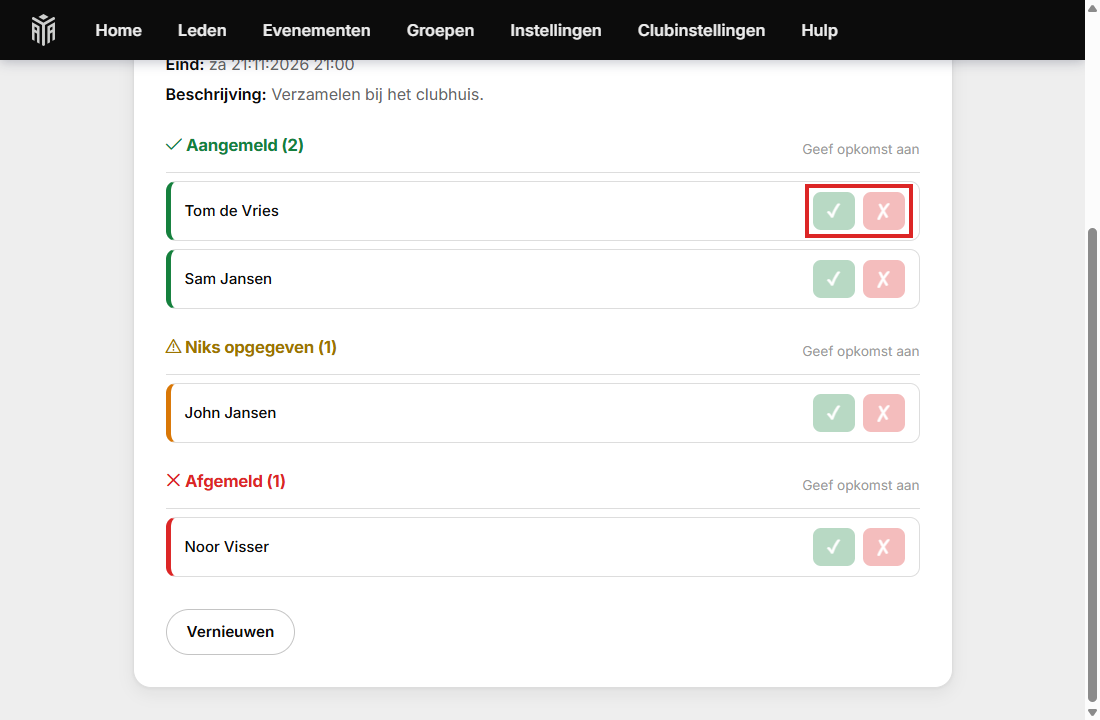 Home Leden Evenementen Groepen Instellingen Clubinstellingen Hulp
Eind: za 21:11:2026 21:00
Beschrijving: Verzamelen bij het clubhuis.
Aangemeld (2) Geef opkomst aan
Tom de Vries
Sam Jansen
Niks opgegeven (1) Geef opkomst aan
John Jansen
Afgemeld (1) Geef opkomst aan
Noor Visser
Vernieuwen